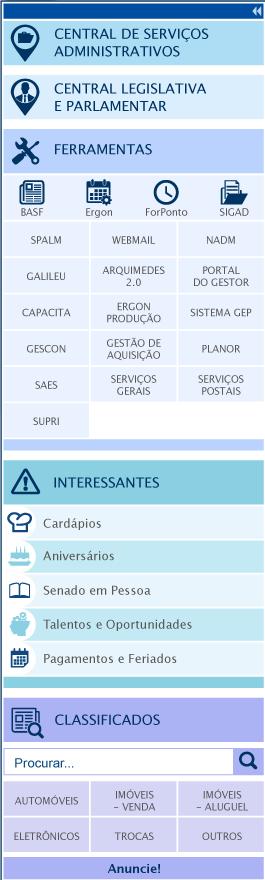 CENTRAL DE SERVIÇOS
ADMINISTRATIVOS
CENTRAL LEGISLATIVA
E PARLAMENTAR
FERRAMENTAS
BASF Ergon ForPonto SIGAD
SPALM WEBMAIL NADM
GALILEU ARQUIMEDES 2.0 PORTAL DO GESTOR
CAPACITA ERGON PRODUÇÃO SISTEMA GEP
GESCON GESTÃO DE AQUISIÇÃO PLANOR
SAES SERVIÇOS GERAIS SERVIÇOS POSTAIS
SUPRI
INTERESSANTES
Cardápios
Aniversários
Senado em Pessoa
Talentos e Oportunidades
Pagamentos e Feriados
CLASSIFICADOS
Procurar...
AUTOMÓVEIS IMÓVEIS – VENDA IMÓVEIS – ALUGUEL
ELETRÔNICOS TROCAS OUTROS
Anuncie!